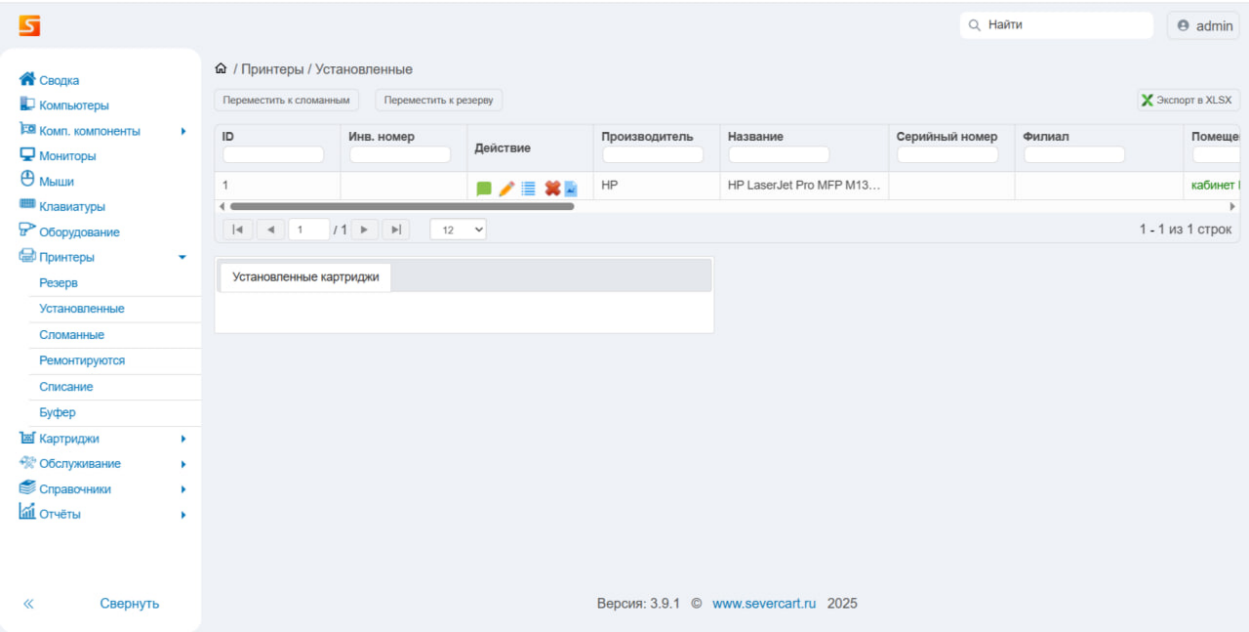 Найти
admin
Сводка
Компьютеры
Комп. компоненты
Мониторы
Мыши
Клавиатуры
Оборудование
Принтеры
Резерв
Установленные
Сломанные
Ремонтируются
Списание
Буфер
Картриджи
Обслуживание
Справочники
Отчёты
Свернуть
/ Принтеры / Установленные
Переместить к сломанным Переместить к резерву Экспорт в XLSX
ID Инв. номер Действие Производитель Название Серийный номер Филиал Помеще
1 HP HP LaserJet Pro MFP M13... кабинет
1 / 1 12 1 - 1 из 1 строк
Установленные картриджи
Версия: 3.9.1 © www.severcart.ru 2025